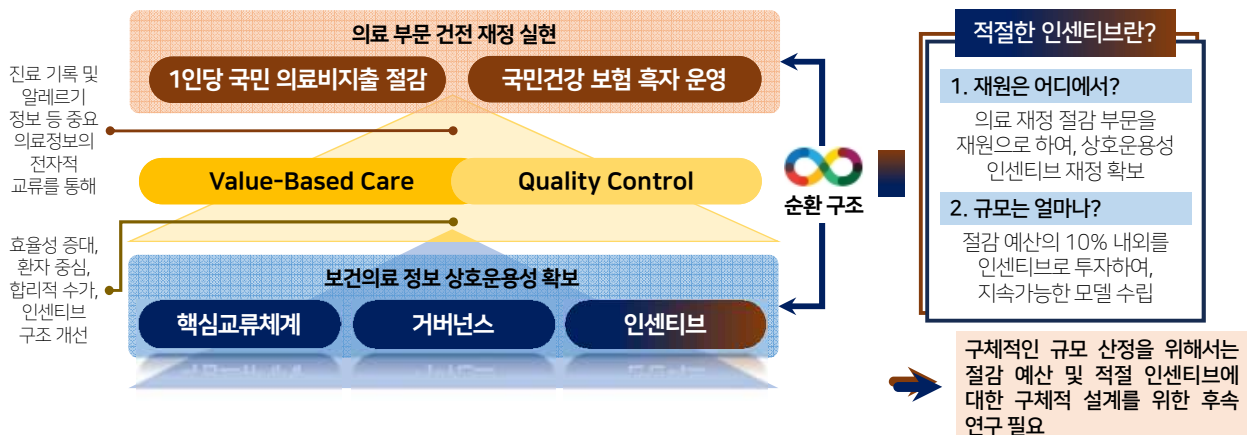 의료 부문 건전 재정 실현
1인당 국민 의료비지출 절감
국민건강 보험 흑자 운영
진료 기록 및
알레르기
정보 등 중요
의료정보의
전자적
교류를 통해
Value-Based Care
Quality Control
효율성 증대,
환자 중심,
합리적 수가,
인센티브
구조 개선
보건의료 정보 상호운용성 확보
핵심교류체계
거버넌스
인센티브
순환 구조
적절한 인센티브란?
1. 재원은 어디에서?
의료 재정 절감 부문을
재원으로 하여, 상호운용성
인센티브 재정 확보
2. 규모는 얼마나?
절감 예산의 10% 내외를
인센티브로 투자하여,
지속가능한 모델 수립
구체적인 규모 산정을 위해서는
절감 예산 및 적절 인센티브에
대한 구체적 설계를 위한 후속
연구 필요